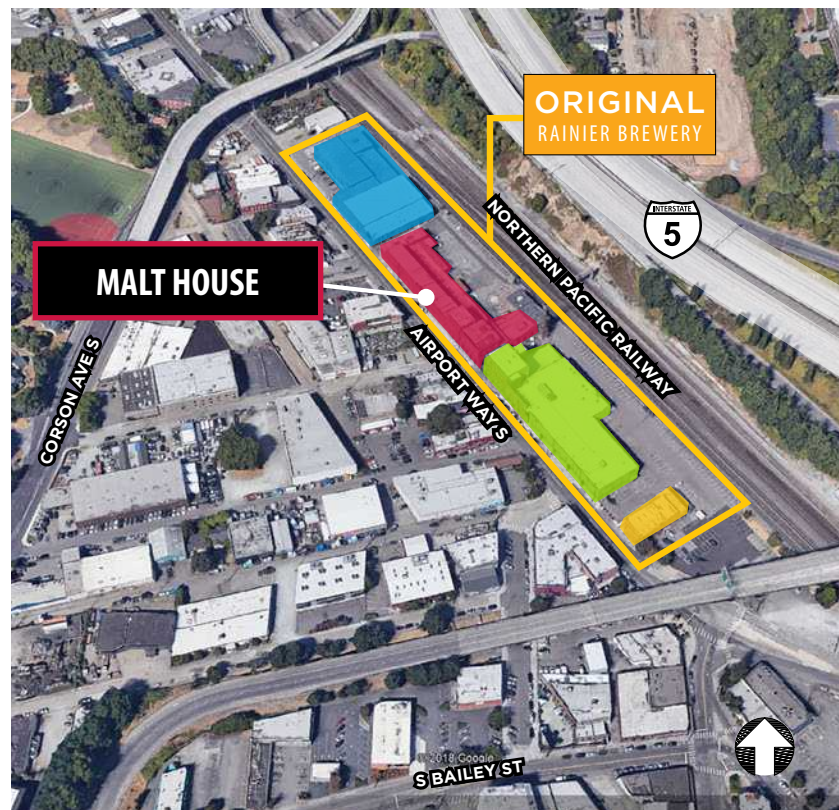 ORIGINAL
RAINIER BREWERY
INTERSTATE
5
NORTHERN PACIFIC RAILWAY
MALT HOUSE
AIRPORT WAY S
CORSON AVE S
© 2018 Google
S BAILEY ST